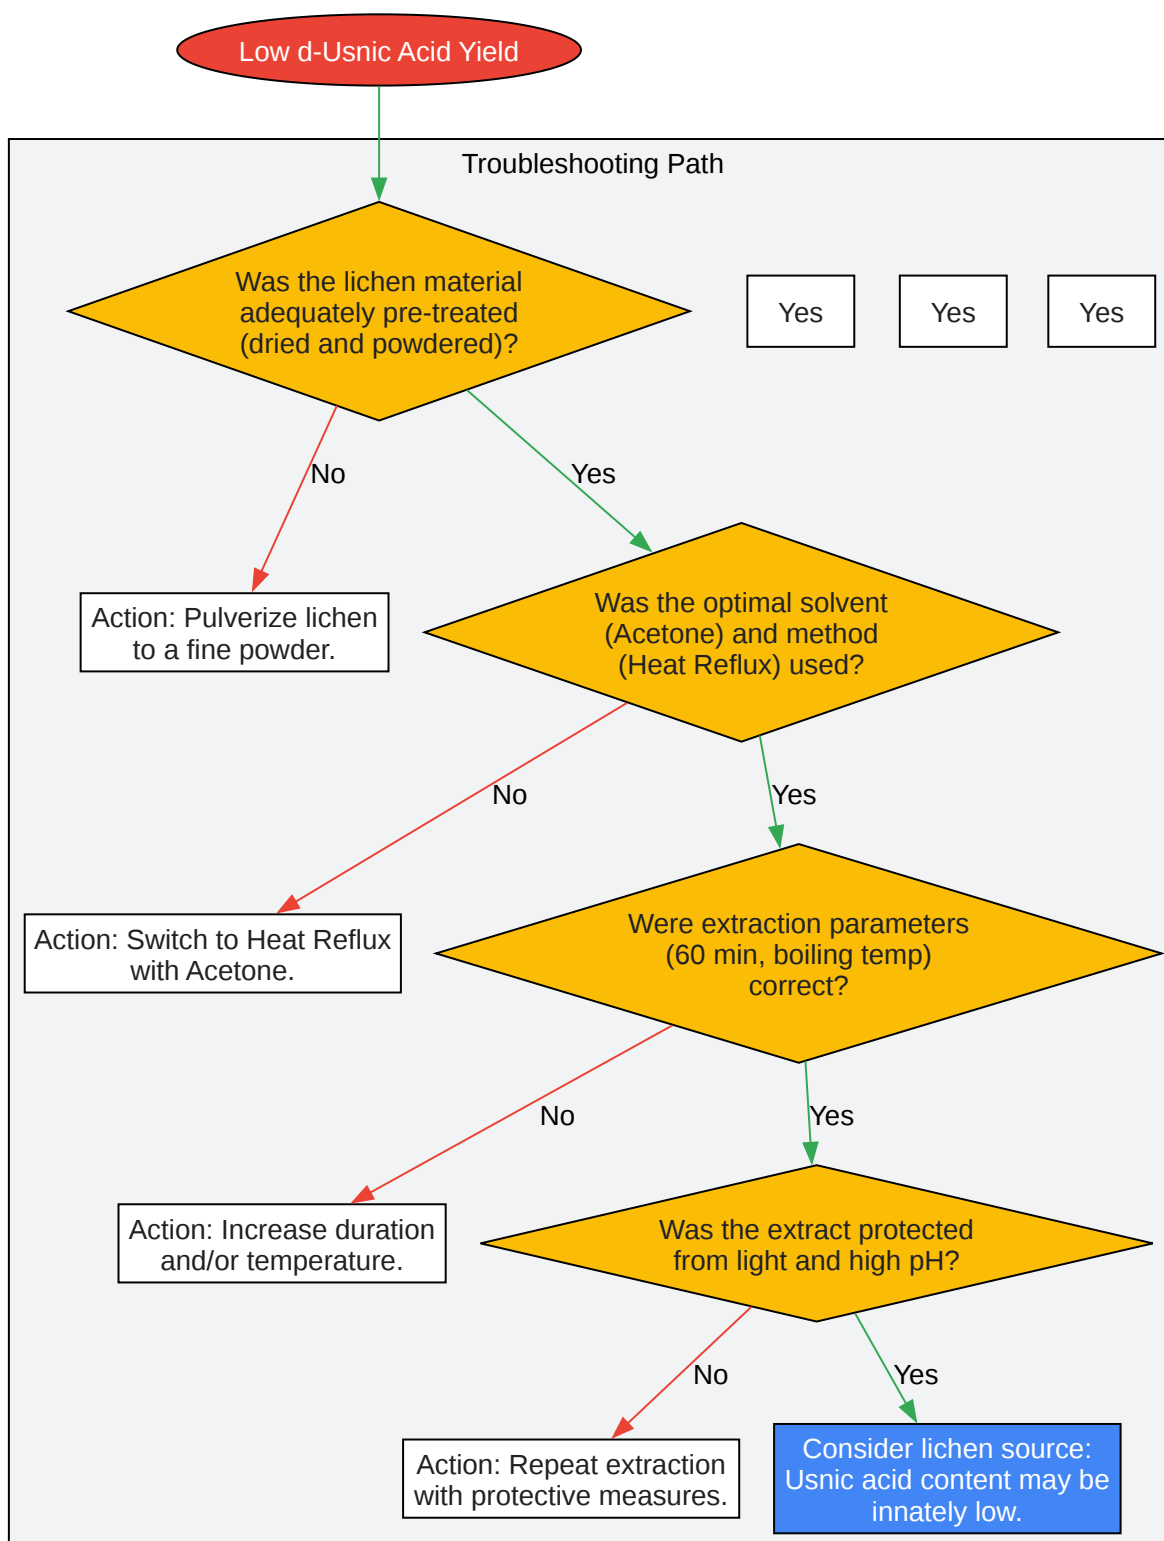 Low d-Usnic Acid Yield
Troubleshooting Path
Was the lichen material
adequately pre-treated
(dried and powdered)?
Yes
Yes
Yes
No
Yes
Action: Pulverize lichen
to a fine powder.
Was the optimal solvent
(Acetone) and method
(Heat Reflux) used?
No
Yes
Action: Switch to Heat Reflux
with Acetone.
Were extraction parameters
(60 min, boiling temp)
correct?
No
Yes
Action: Increase duration
and/or temperature.
Was the extract protected
from light and high pH?
No
Yes
Action: Repeat extraction
with protective measures.
Consider lichen source:
Usnic acid content may be
innately low.